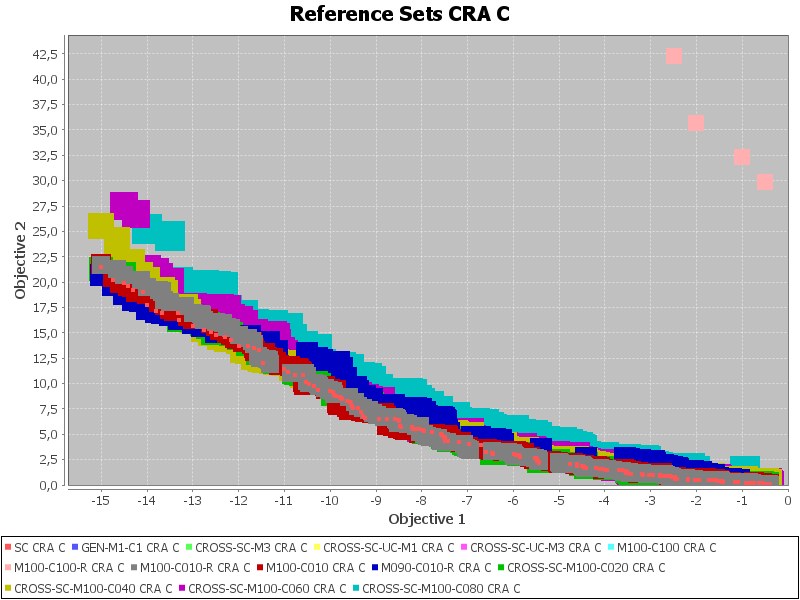 Reference Sets CRA C
Objective 2
42,5
40,0
37,5
35,0
32,5
30,0
27,5
25,0
22,5
20,0
17,5
15,0
12,5
10,0
7,5
5,0
2,5
0,0
-15 -14 -13 -12 -11 -10 -9 -8 -7 -6 -5 -4 -3 -2 -1 0
Objective 1
SC CRA C GEN-M1-C1 CRA C CROSS-SC-M3 CRA C CROSS-SC-UC-M1 CRA C CROSS-SC-UC-M3 CRA C M100-C100 CRA C
M100-C100-R CRA C M100-C010-R CRA C M100-C010 CRA C M090-C010-R CRA C CROSS-SC-M100-C020 CRA C
CROSS-SC-M100-C040 CRA C CROSS-SC-M100-C060 CRA C CROSS-SC-M100-C080 CRA C